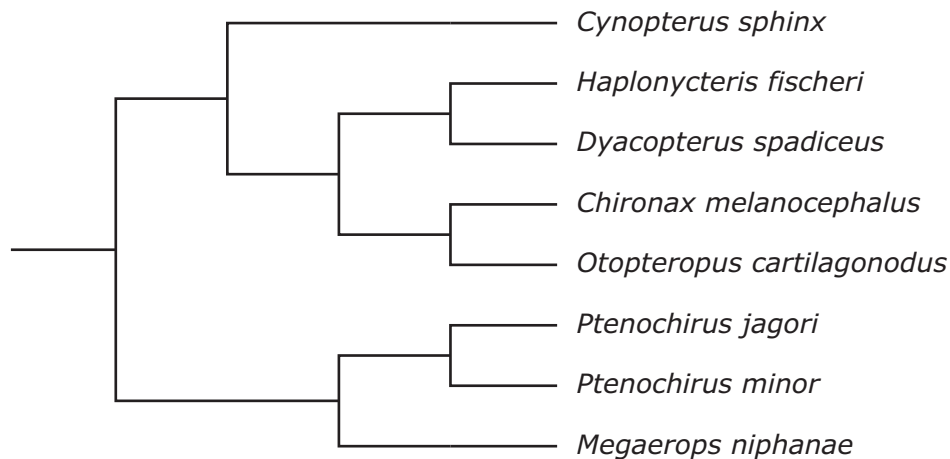 Cynopterus sphinx
Haplonycteris fischeri
Dyacopterus spadiceus
Chironax melanocephalus
Otopteropus cartilagonodus
Ptenochirus jagori
Ptenochirus minor
Megaerops niphanae